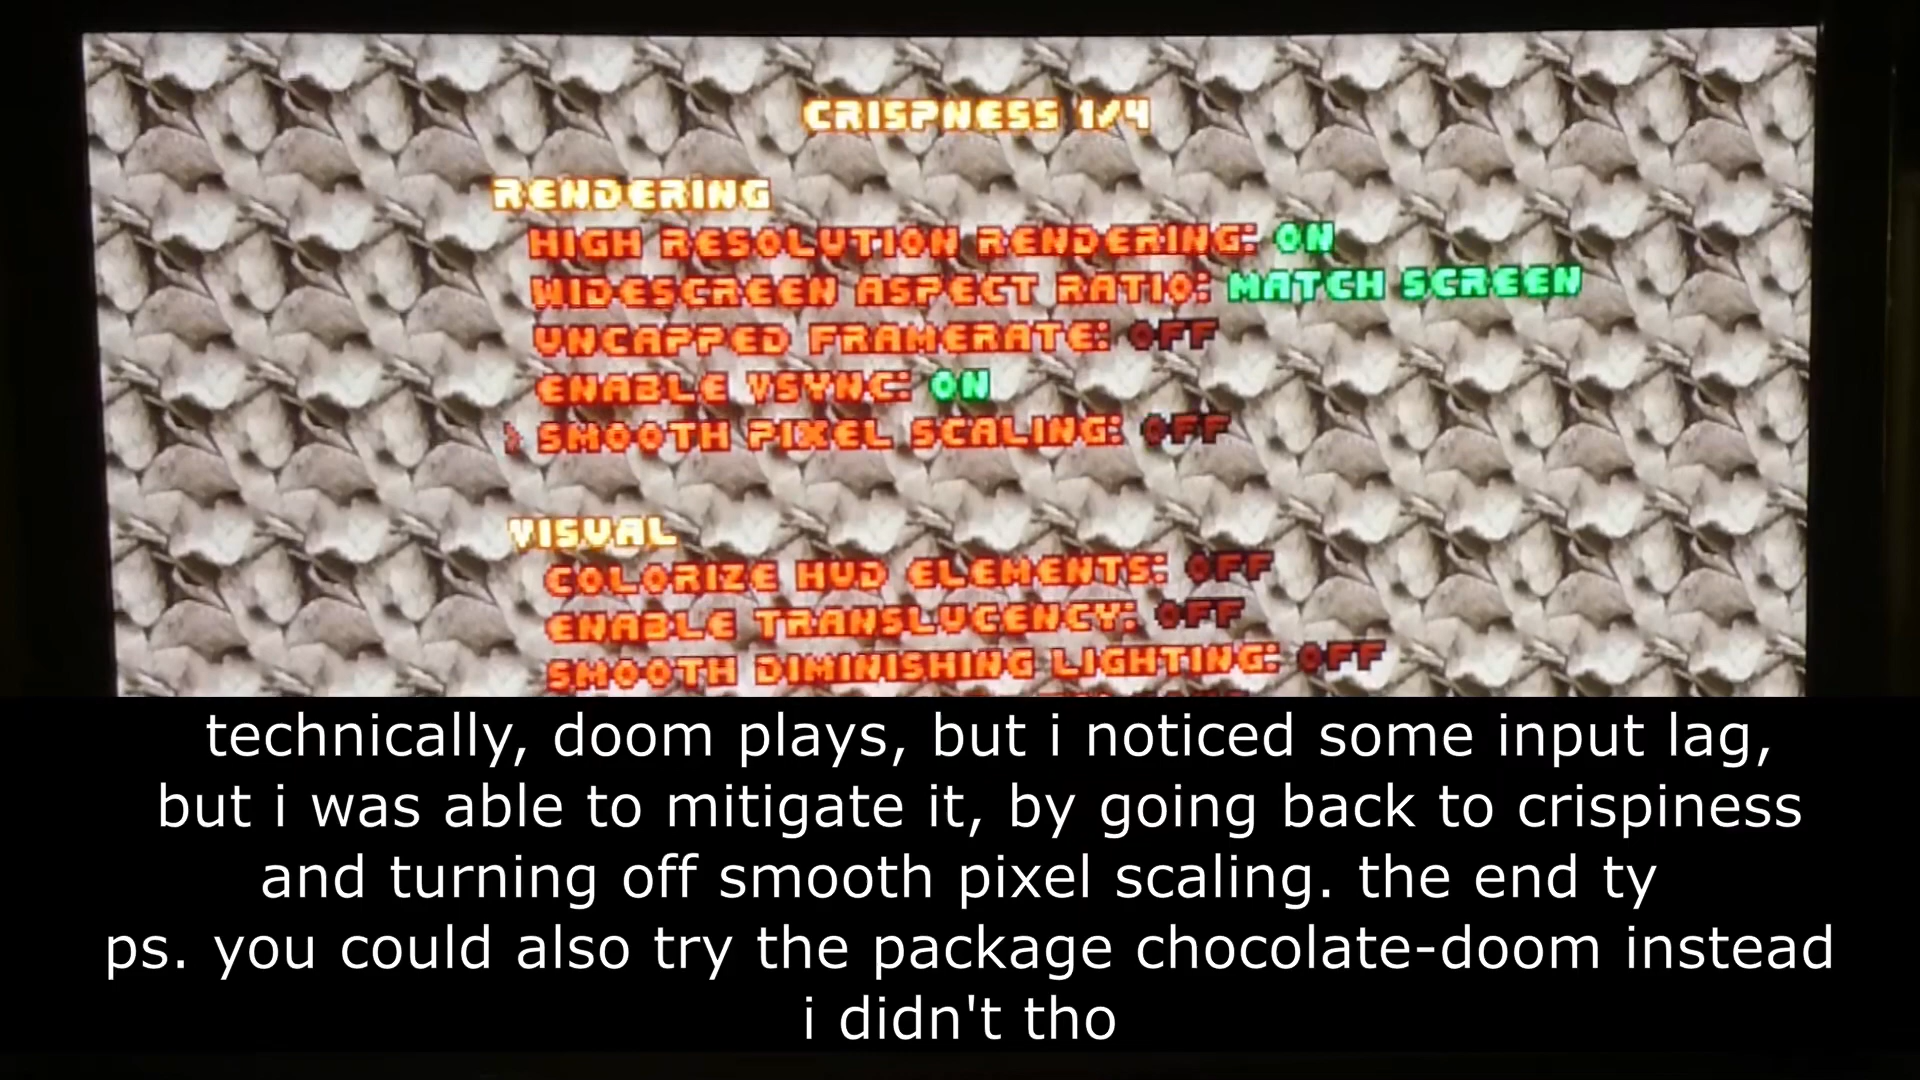 CRISPNESS 1/4
RENDERING
HIGH RESOLUTION RENDERING: ON
WIDESCREEN ASPECT RATIO: MATCH SCREEN
UNCAPPED FRAMERATE: OFF
ENABLE VSYNC: ON
SMOOTH PIXEL SCALING: OFF
VISUAL
COLORIZE HUD ELEMENTS: OFF
ENABLE TRANSLUCENCY: OFF
SMOOTH DIMINISHING LIGHTING: OFF
technically, doom plays, but i noticed some input lag,
but i was able to mitigate it, by going back to crispiness
and turning off smooth pixel scaling. the end ty
ps. you could also try the package chocolate-doom instead
i didn't tho